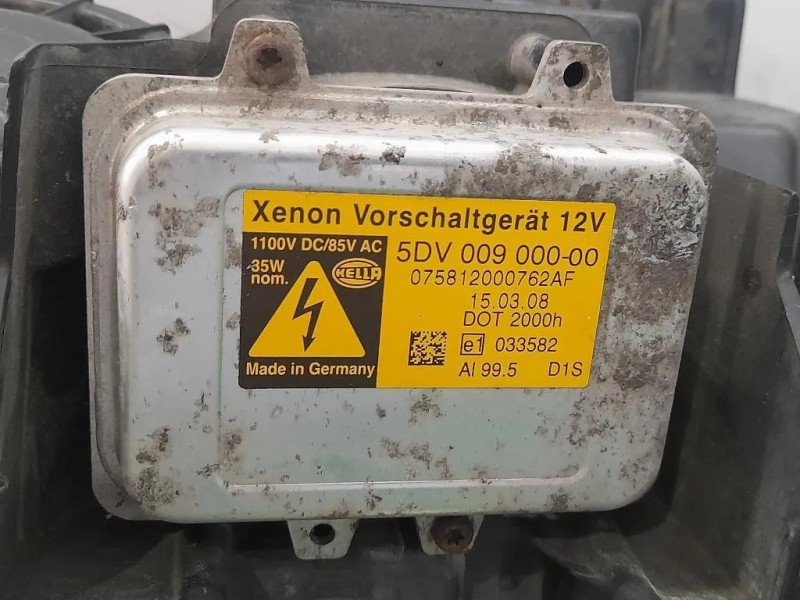 Xenon Vorschaltgerät 12V
1100V DC/85V AC
35W
nom.
HELLA
Made in Germany
5DV 009 000-00
075812000762AF
15.03.08
DOT 2000h
e1 033582
Al 99.5 D1S